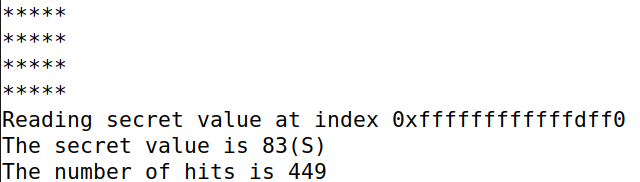 *****
*****
*****
*****
Reading secret value at index 0xffffffffffffdff0
The secret value is 83(S)
The number of hits is 449